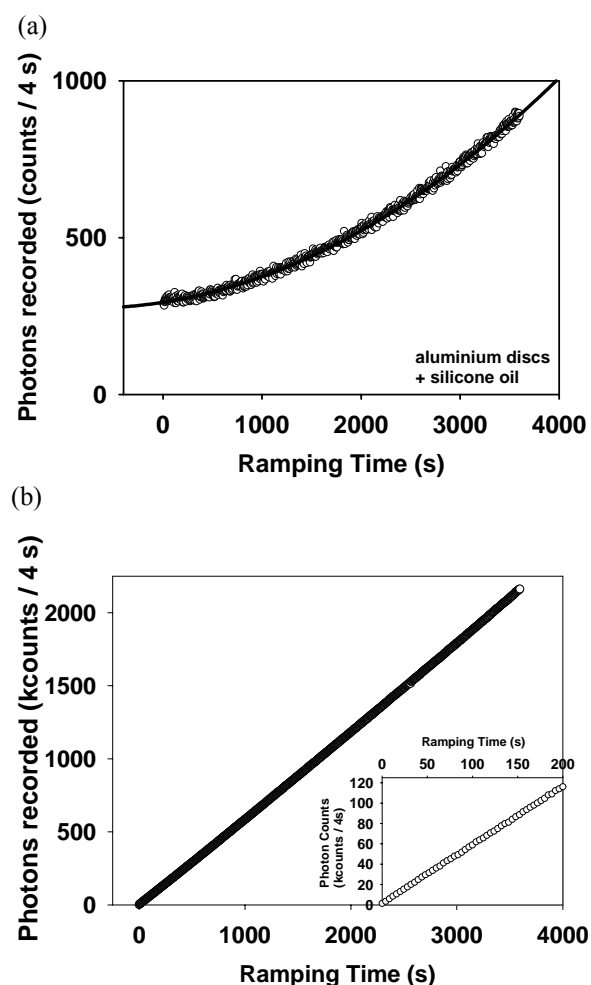 (a)
1000
500
0
0 1000 2000 3000 4000
Photons recorded (counts / 4 s)
aluminium discs
+ silicone oil
Ramping Time (s)
(b)
Photons recorded (kcounts / 4 s)
2000
1500
1000
500
0
0 1000 2000 3000 4000
Ramping Time (s)
Ramping Time (s)
0 50 100 150 200
Photon Counts
(kcounts / 4s)
120
100
80
60
40
20
0